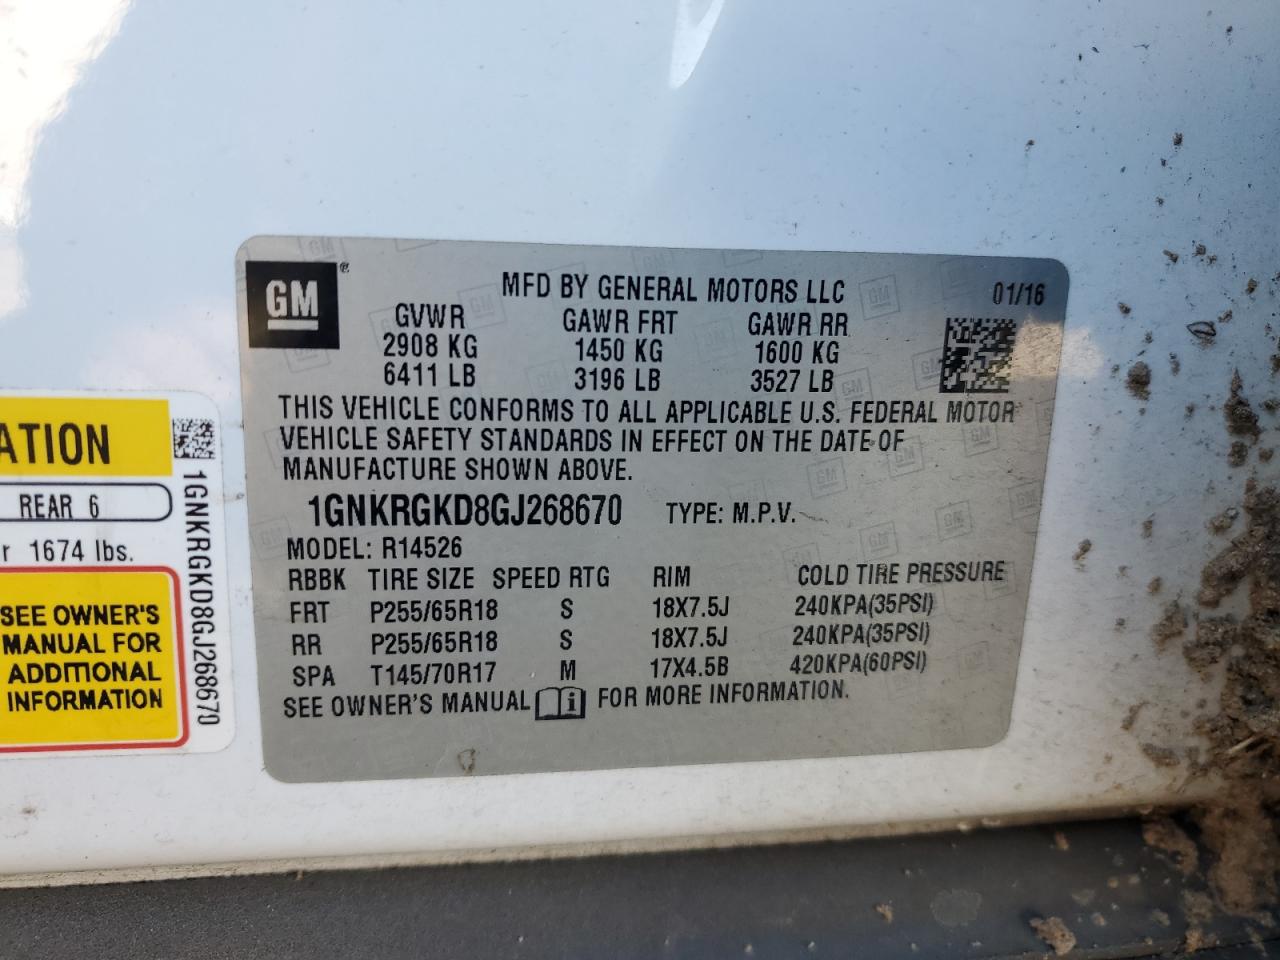 GM ®
MFD BY GENERAL MOTORS LLC 01/16
GVWR GAWR FRT GAWR RR
2908 KG 1450 KG 1600 KG
6411 LB 3196 LB 3527 LB
THIS VEHICLE CONFORMS TO ALL APPLICABLE U.S. FEDERAL MOTOR
VEHICLE SAFETY STANDARDS IN EFFECT ON THE DATE OF
MANUFACTURE SHOWN ABOVE.
1GNKRGKD8GJ268670 TYPE: M.P.V.
MODEL: R14526
RBBK TIRE SIZE SPEED RTG RIM COLD TIRE PRESSURE
FRT P255/65R18 S 18X7.5J 240KPA(35PSI)
RR P255/65R18 S 18X7.5J 240KPA(35PSI)
SPA T145/70R17 M 17X4.5B 420KPA(60PSI)
SEE OWNER'S MANUAL FOR MORE INFORMATION.
ATION
REAR 6
r 1674 lbs.
SEE OWNER'S
MANUAL FOR
ADDITIONAL
INFORMATION
1GNKRGKD8GJ268670